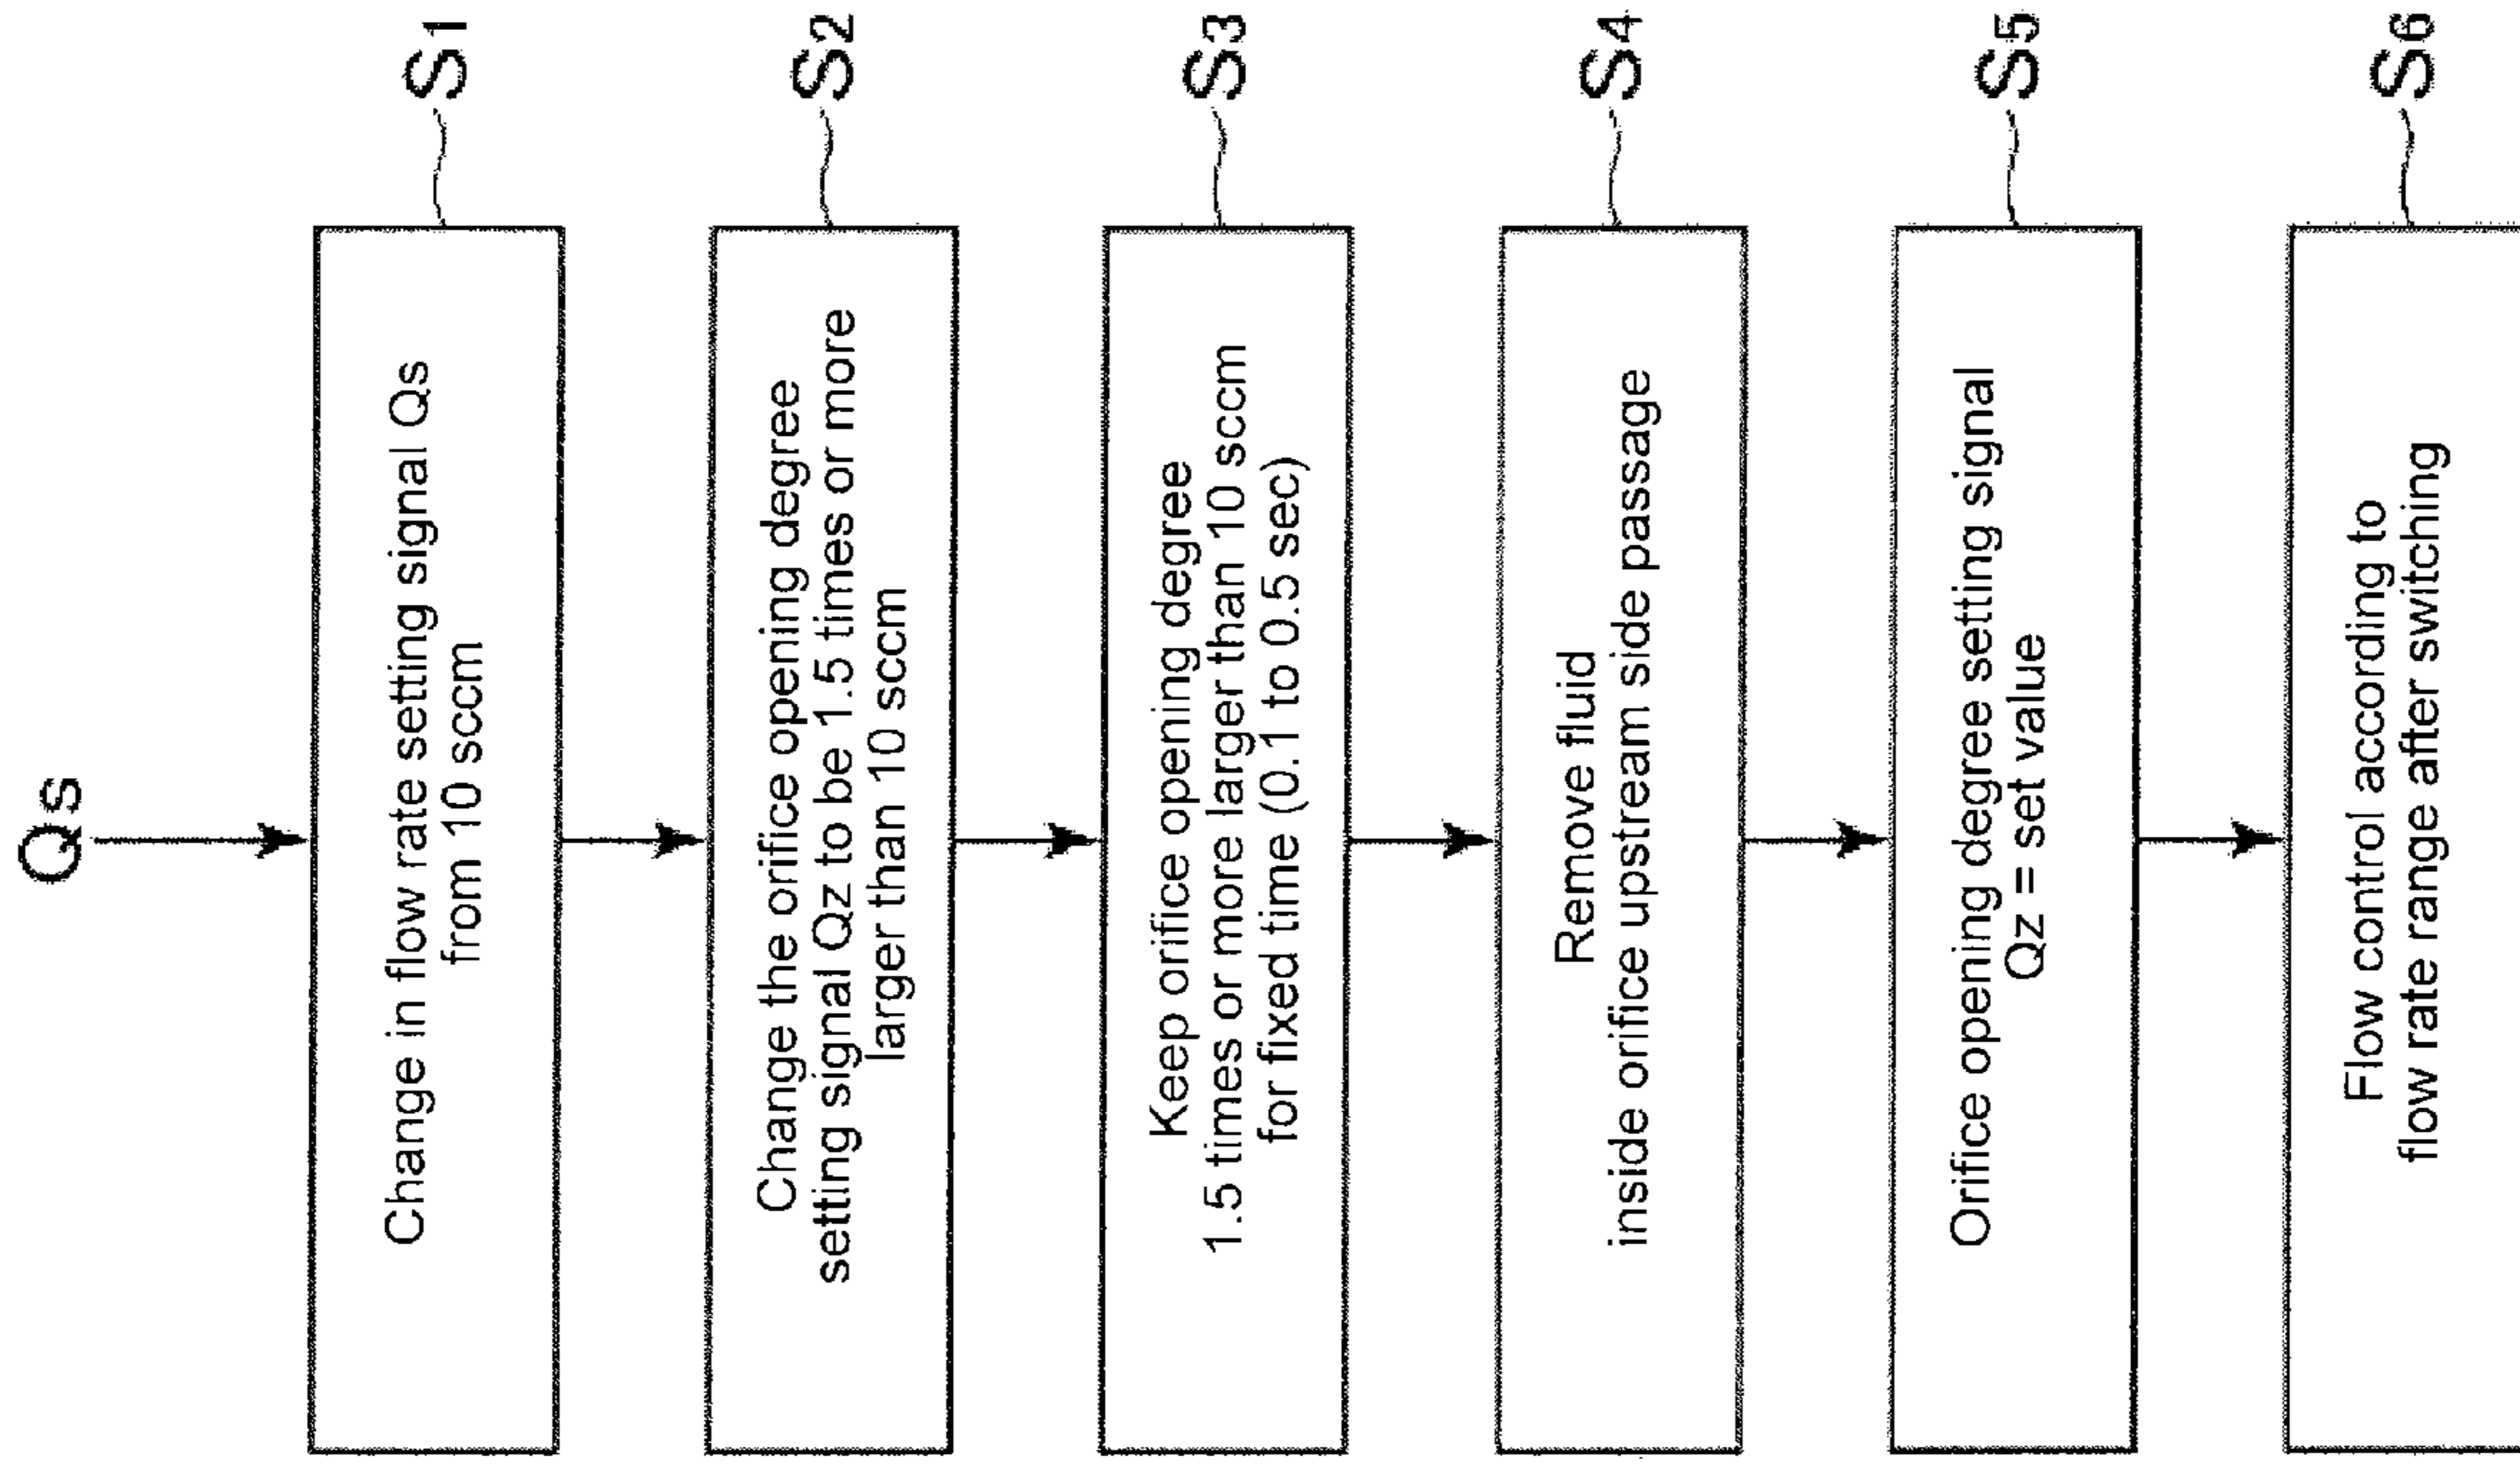 Qs
Change in flow rate setting signal Qs
from 10 sccm
S1
Change the orifice opening degree
setting signal Qz to be 1.5 times or more
larger than 10 sccm
S2
Keep orifice opening degree
1.5 times or more larger than 10 sccm
for fixed time (0.1 to 0.5 sec)
S3
Remove fluid
inside orifice upstream side passage
S4
Orifice opening degree setting signal
Qz = set value
S5
Flow control according to
flow rate range after switching
S6